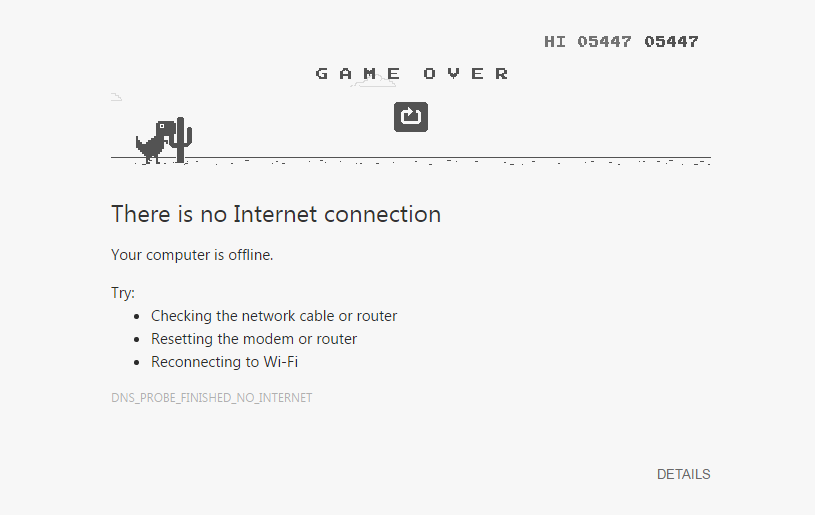 HI 05447 05447
GAME OVER
There is no Internet connection
Your computer is offline.
Try:
Checking the network cable or router
Resetting the modem or router
Reconnecting to Wi-Fi
DNS_PROBE_FINISHED_NO_INTERNET
DETAILS